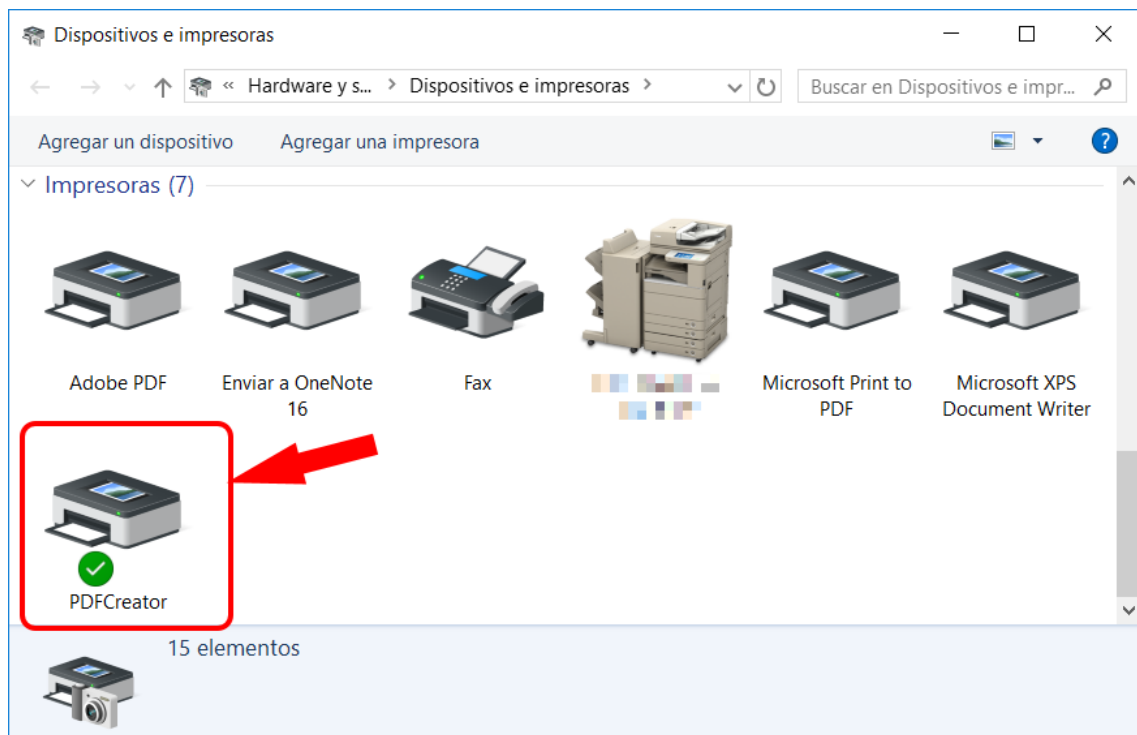 Dispositivos e impresoras
« Hardware y s... > Dispositivos e impresoras >
Buscar en Dispositivos e impr...
Agregar un dispositivo
Agregar una impresora
?
Impresoras (7)
Adobe PDF
Enviar a OneNote
16
Fax
Microsoft Print to
PDF
Microsoft XPS
Document Writer
PDFCreator
15 elementos